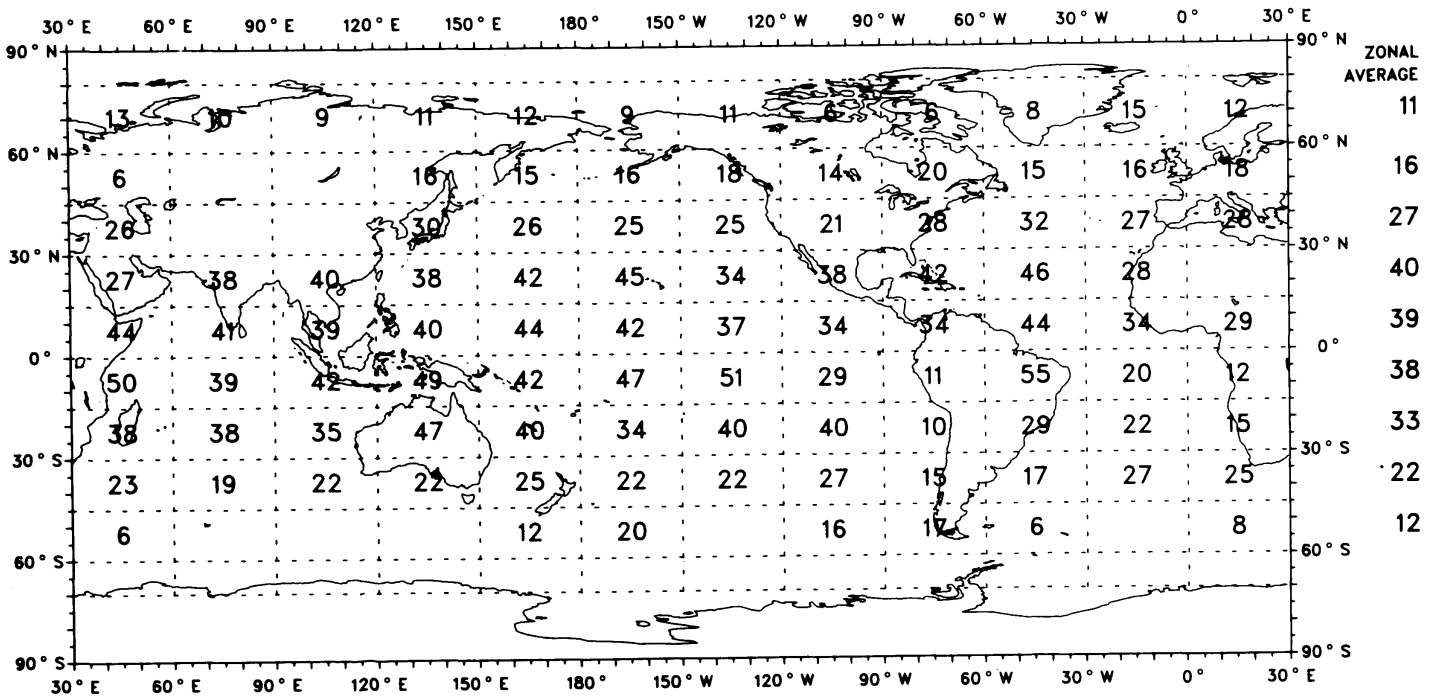 30° E 60° E 90° E 120° E 150° E 180° 150° W 120° W 90° W 60° W 30° W 0° 30° E
90° N 90° N
ZONAL
AVERAGE
13 10 9 11 12 9 11 6 6 8 15 12 11
60° N 60° N
6 16 15 16 18 14 20 15 16 18 16
26 30 26 25 25 21 28 32 27 28 27
30° N 30° N
27 38 40 38 42 45 34 38 42 46 28 40
44 41 39 40 44 42 37 34 34 44 34 29 39
0° 0°
50 39 42 49 42 47 51 29 11 55 20 12 38
38 38 35 47 40 34 40 40 10 29 22 15 33
30° S 30° S
23 19 22 22 25 22 22 27 15 17 27 25 22
6 12 20 16 17 6 8 12
60° S 60° S
90° S 90° S
30° E 60° E 90° E 120° E 150° E 180° 150° W 120° W 90° W 60° W 30° W 0° 30° E